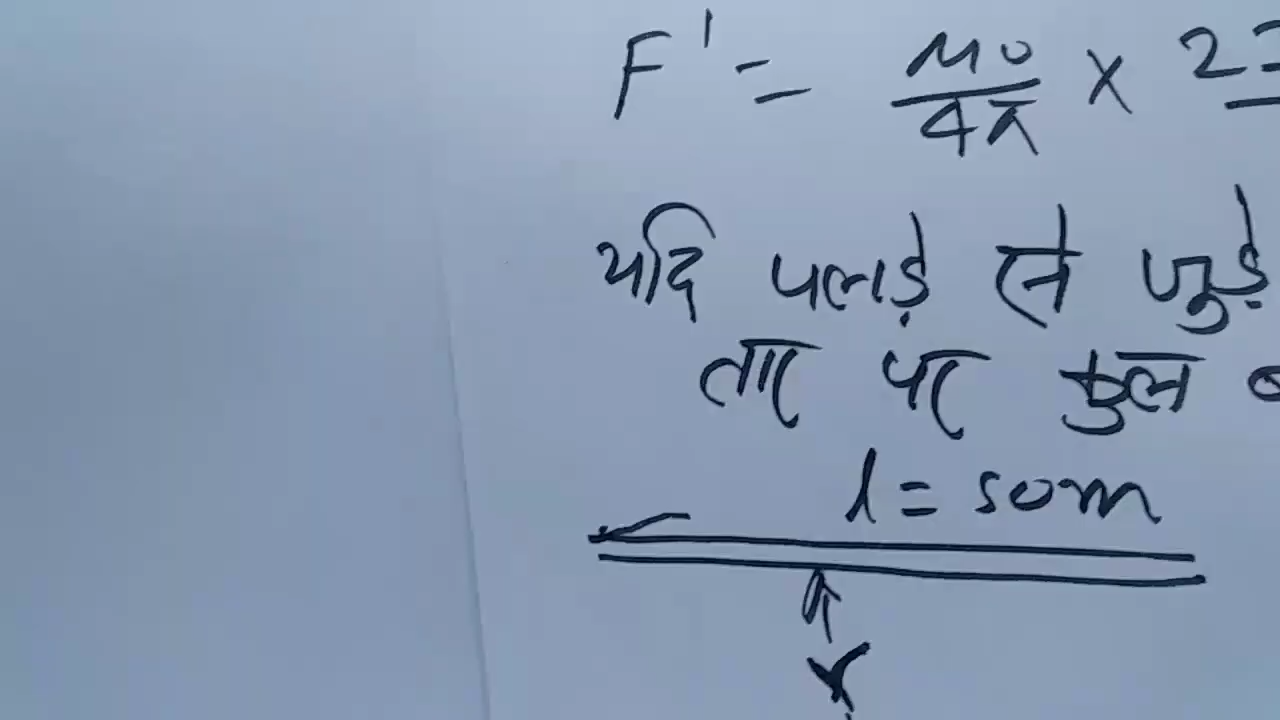 F' = μ0/4π × 2
यदि पलड़े से जुड़े
तार पर कुल
l = 50m